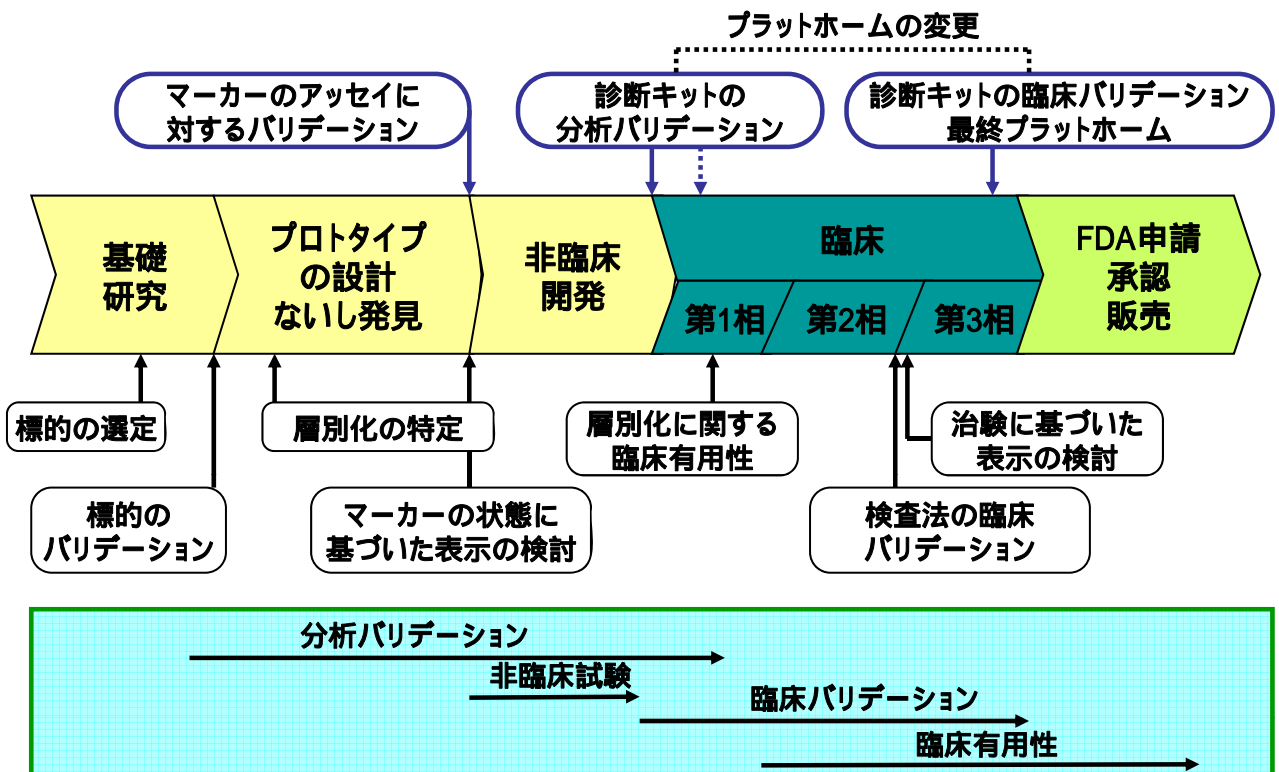 プラットホームの変更
マーカーのアッセイに
対するバリデーション
診断キットの
分析バリデーション
診断キットの臨床バリデーション
最終プラットホーム
基礎
研究
プロトタイプ
の設計
ないし発見
非臨床
開発
臨床
第1相
第2相
第3相
FDA申請
承認
販売
標的の選定
層別化の特定
層別化に関する
臨床有用性
治験に基づいた
表示の検討
標的の
バリデーション
マーカーの状態に
基づいた表示の検討
検査法の臨床
バリデーション
分析バリデーション
非臨床試験
臨床バリデーション
臨床有用性